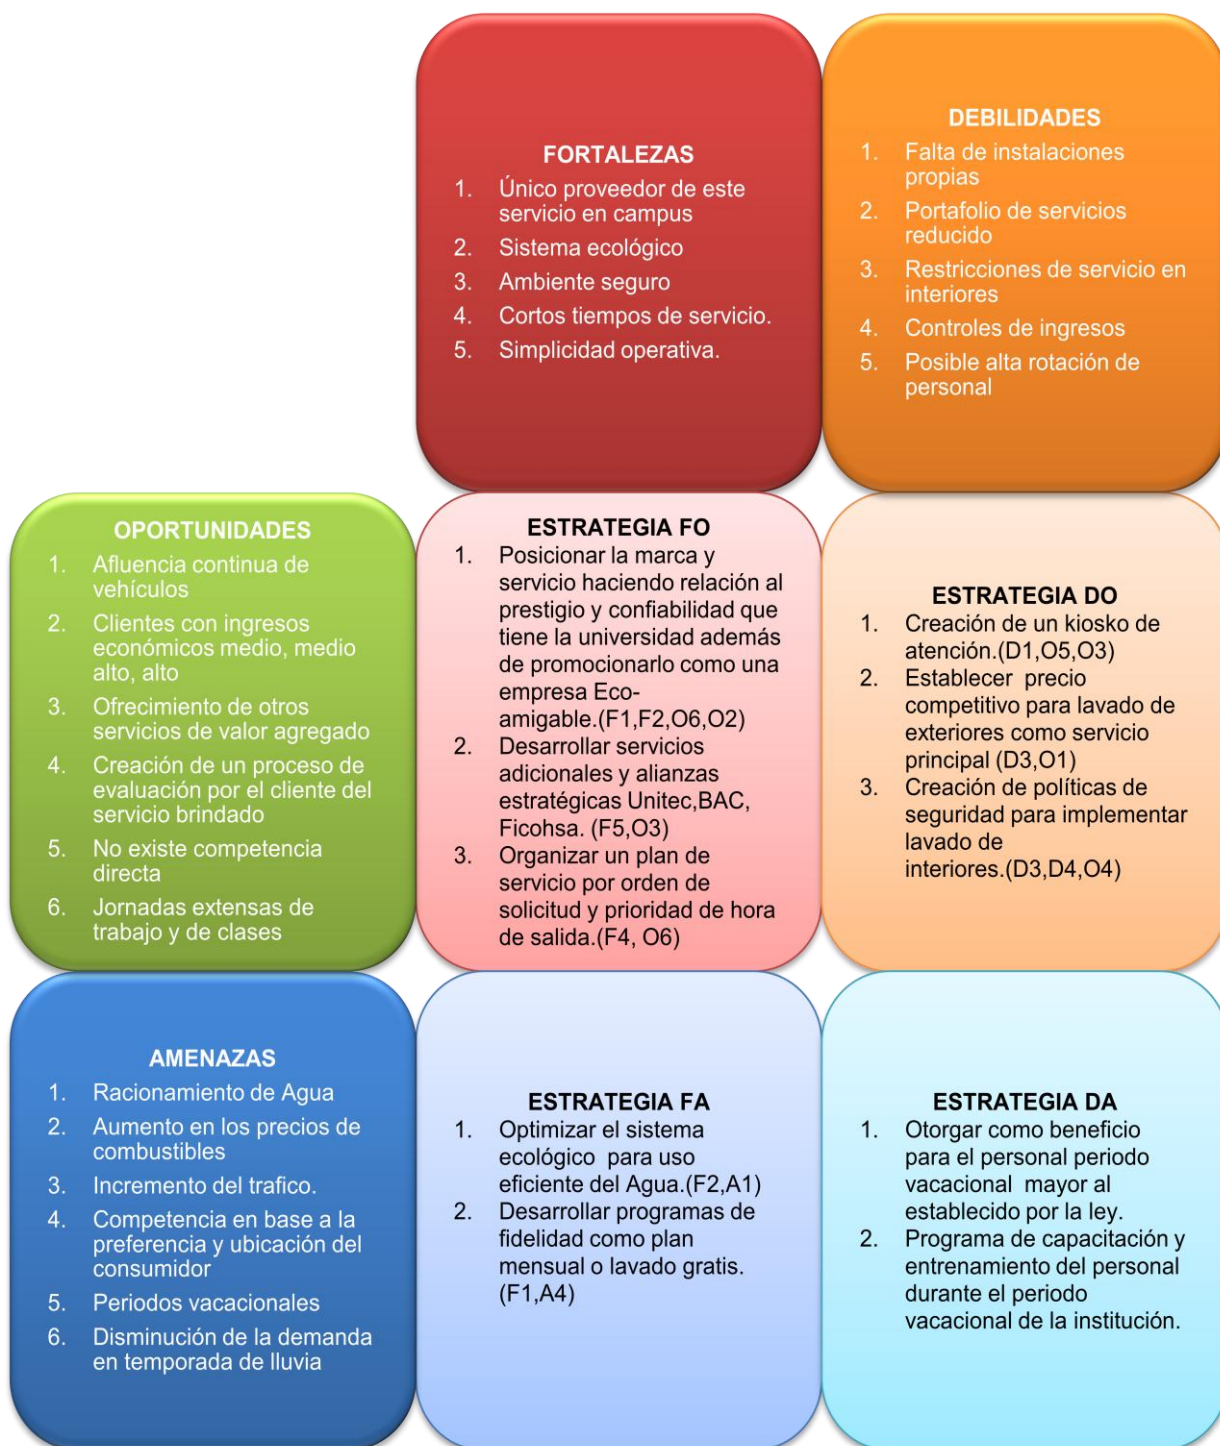 FORTALEZAS
1. Único proveedor de este
servicio en campus
2. Sistema ecológico
3. Ambiente seguro
4. Cortos tiempos de servicio.
5. Simplicidad operativa.
DEBILIDADES
1. Falta de instalaciones
propias
2. Portafolio de servicios
reducido
3. Restricciones de servicio en
interiores
4. Controles de ingresos
5. Posible alta rotación de
personal
OPORTUNIDADES
1. Afluencia continua de
vehículos
2. Clientes con ingresos
económicos medio, medio
alto, alto
3. Ofrecimiento de otros
servicios de valor agregado
4. Creación de un proceso de
evaluación por el cliente del
servicio brindado
5. No existe competencia
directa
6. Jornadas extensas de
trabajo y de clases
ESTRATEGIA FO
1. Posicionar la marca y
servicio haciendo relación al
prestigio y confiabilidad que
tiene la universidad además
de promocionarlo como una
empresa Eco-
amigable.(F1,F2,O6,O2)
2. Desarrollar servicios
adicionales y alianzas
estratégicas Unitec,BAC,
Ficohsa. (F5,O3)
3. Organizar un plan de
servicio por orden de
solicitud y prioridad de hora
de salida.(F4, O6)
ESTRATEGIA DO
1. Creación de un kiosko de
atención.(D1,O5,O3)
2. Establecer precio
competitivo para lavado de
exteriores como servicio
principal (D3,O1)
3. Creación de políticas de
seguridad para implementar
lavado de
interiores.(D3,D4,O4)
AMENAZAS
1. Racionamiento de Agua
2. Aumento en los precios de
combustibles
3. Incremento del trafico.
4. Competencia en base a la
preferencia y ubicación del
consumidor
5. Periodos vacacionales
6. Disminución de la demanda
en temporada de lluvia
ESTRATEGIA FA
1. Optimizar el sistema
ecológico para uso
eficiente del Agua.(F2,A1)
2. Desarrollar programas de
fidelidad como plan
mensual o lavado gratis.
(F1,A4)
ESTRATEGIA DA
1. Otorgar como beneficio
para el personal periodo
vacacional mayor al
establecido por la ley.
2. Programa de capacitación y
entrenamiento del personal
durante el periodo
vacacional de la institución.